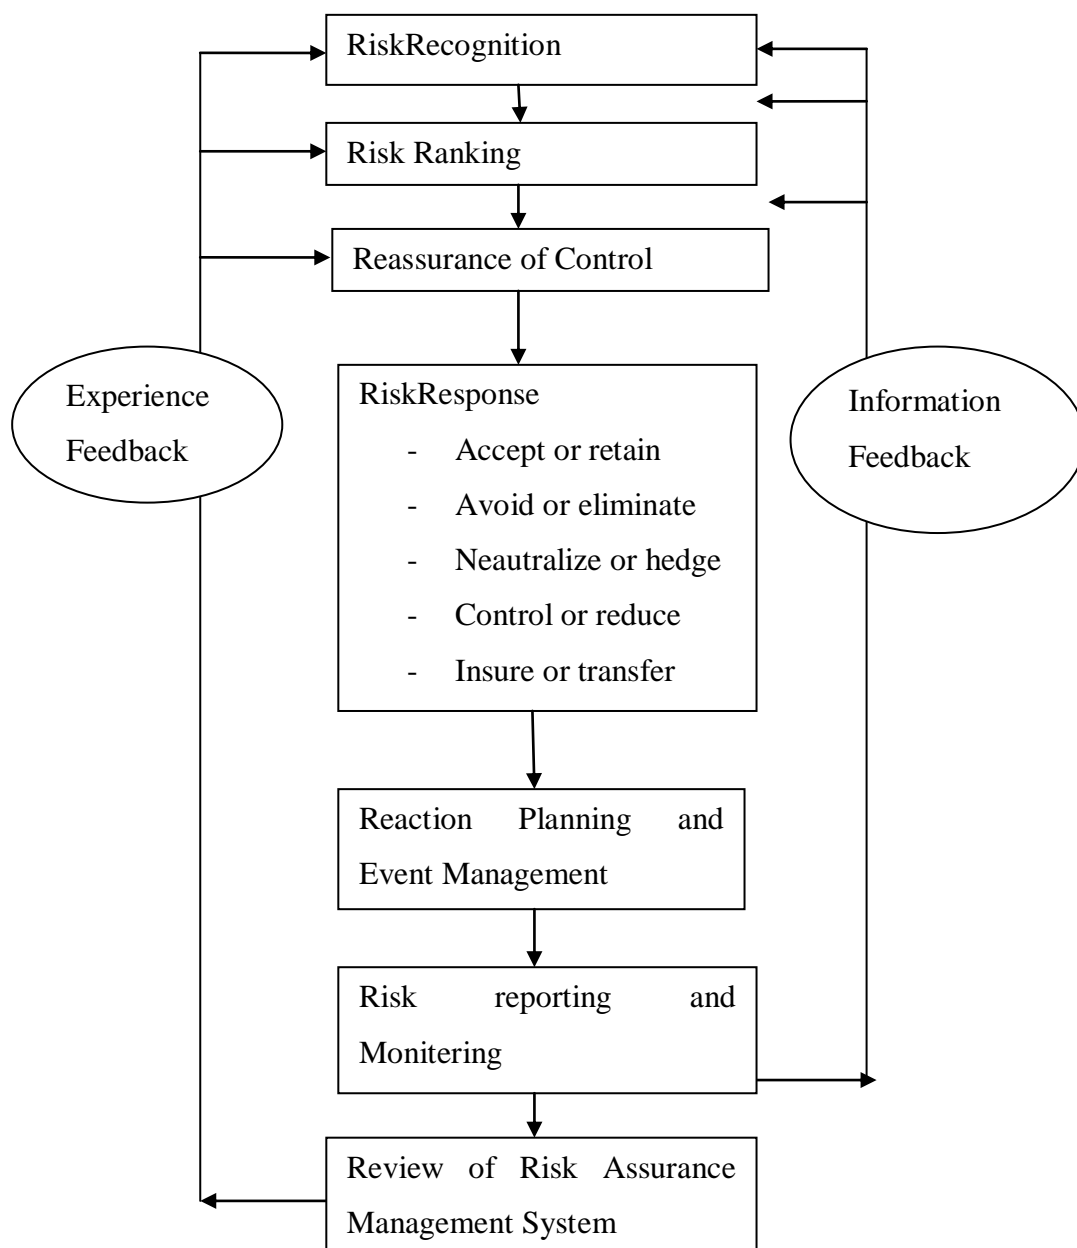 RiskRecognition
Risk Ranking
Reassurance of Control
Experience
Feedback
RiskResponse
- Accept or retain
- Avoid or eliminate
- Neautralize or hedge
- Control or reduce
- Insure or transfer
Information
Feedback
Reaction Planning and
Event Management
Risk reporting and
Monitering
Review of Risk Assurance
Management System